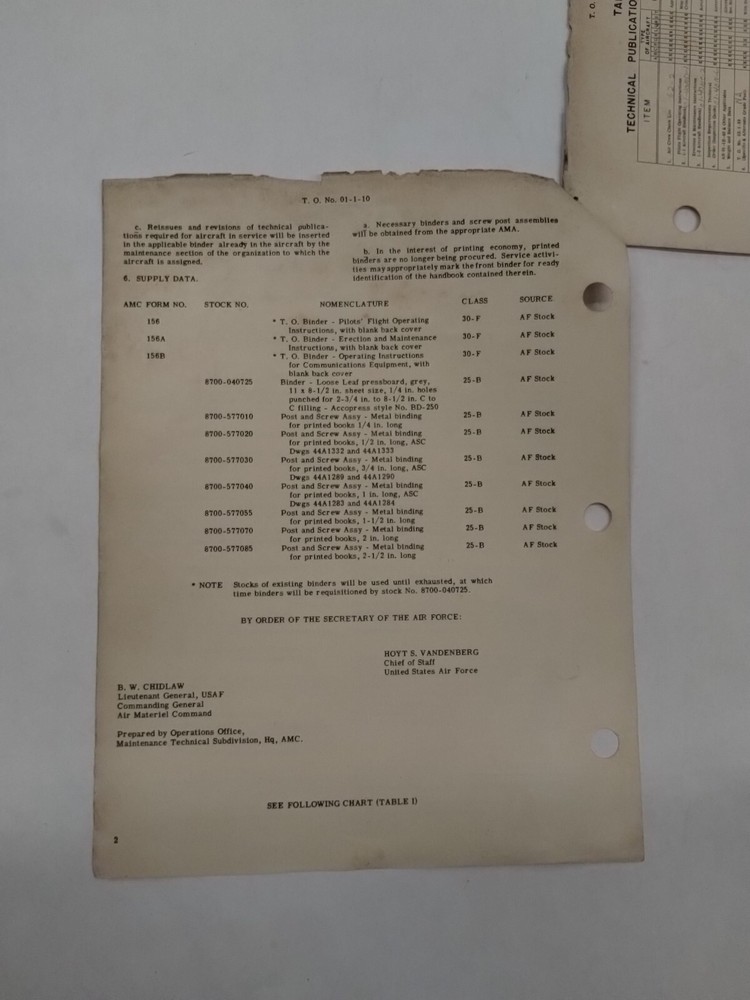 T. O. No. 01-1-10
c. Reissues and revisions of technical publica-
tions required for aircraft in service will be inserted
in the applicable binder already in the aircraft by the
maintenance section of the organization to which the
aircraft is assigned.
6. SUPPLY DATA.
a. Necessary binders and screw post assemblies
will be obtained from the appropriate AMA.
b. In the interest of printing economy, printed
binders are no longer being procured. Service activi-
ties may appropriately mark the front binder for ready
identification of the handbook contained therein.
AMC FORM NO. STOCK NO. NOMENCLATURE CLASS SOURCE
156 * T. O. Binder - Pilots' Flight Operating 30-F AF Stock
Instructions, with blank back cover
156A * T. O. Binder - Erection and Maintenance 30-F AF Stock
Instructions, with blank back cover
156B * T. O. Binder - Operating Instructions 30-F AF Stock
for Communications Equipment, with
blank back cover
8700-040725 Binder - Loose Leaf pressboard, grey, 25-B AF Stock
11 x 8-1/2 in. sheet size, 1/4 in. holes
punched for 2-3/4 in. to 8-1/2 in. C to
C filling - Accopress style No. BD-250
8700-577010 Post and Screw Assy - Metal binding 25-B AF Stock
for printed books 1/4 in. long
8700-577020 Post and Screw Assy - Metal binding 25-B AF Stock
for printed books, 1/2 in. long, ASC
Dwgs 44A1332 and 44A1333
8700-577030 Post and Screw Assy - Metal binding 25-B AF Stock
for printed books, 3/4 in. long, ASC
Dwgs 44A1289 and 44A1290
8700-577040 Post and Screw Assy - Metal binding 25-B AF Stock
for printed books, 1 in. long, ASC
Dwgs 44A1283 and 44A1284
8700-577055 Post and Screw Assy - Metal binding 25-B AF Stock
for printed books, 1-1/2 in. long
8700-577070 Post and Screw Assy - Metal binding 25-B AF Stock
for printed books, 2 in. long
8700-577085 Post and Screw Assy - Metal binding 25-B AF Stock
for printed books, 2-1/2 in. long
* NOTE Stocks of existing binders will be used until exhausted, at which
time binders will be requisitioned by stock No. 8700-040725.
BY ORDER OF THE SECRETARY OF THE AIR FORCE:
HOYT S. VANDENBERG
Chief of Staff
United States Air Force
B. W. CHIDLAW
Lieutenant General, USAF
Commanding General
Air Materiel Command
Prepared by Operations Office,
Maintenance Technical Subdivision, Hq, AMC.
SEE FOLLOWING CHART (TABLE I)
2
T. O.
TA
TECHNICAL PUBLICATIO
TYPE
OF AIRCRAFT
ITEM